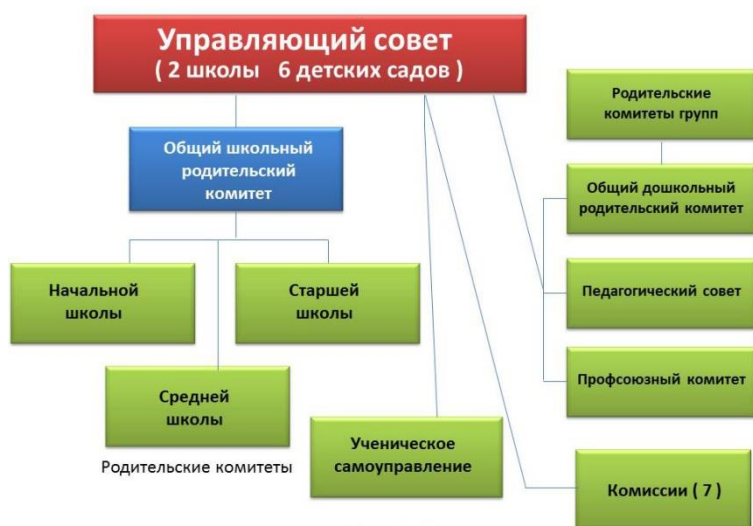 Управляющий совет
( 2 школы 6 детских садов )
Родительские
комитеты групп
Общий школьный
родительский
комитет
Общий дошкольный
родительский комитет
Начальной
школы
Старшей
школы
Педагогический совет
Средней
школы
Профсоюзный комитет
Родительские комитеты
Ученическое
самоуправление
Комиссии ( 7 )